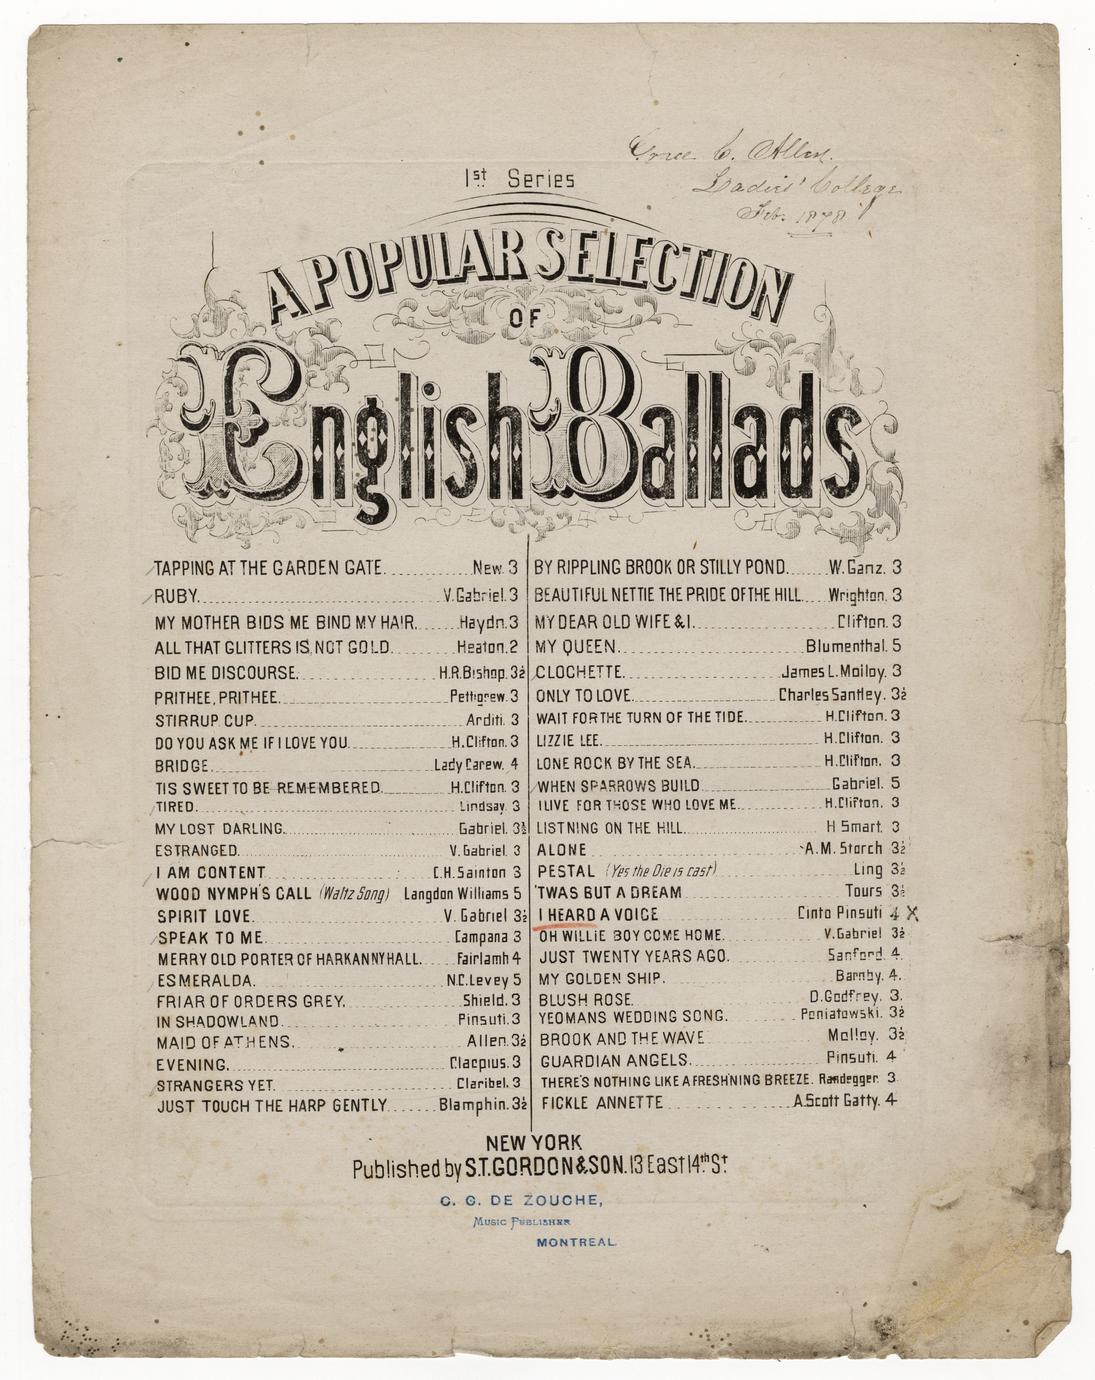 Grace C. Allen.
Ladies' College
Feb. 1878
1st Series
A POPULAR SELECTION
OF
English Ballads
TAPPING AT THE GARDEN GATE. New. 3
RUBY. V. Gabriel. 3
MY MOTHER BIDS ME BIND MY HAIR. Haydn. 3
ALL THAT GLITTERS IS NOT GOLD. Heaton. 2
BID ME DISCOURSE. H.R. Bishop. 3½
PRITHEE, PRITHEE. Pettigrew. 3
STIRRUP CUP. Arditi. 3
DO YOU ASK ME IF I LOVE YOU. H. Clifton. 3
BRIDGE. Lady Carew. 4
TIS SWEET TO BE REMEMBERED. H. Clifton. 3
TIRED. Lindsay. 3
MY LOST DARLING. Gabriel. 3½
ESTRANGED. V. Gabriel. 3
I AM CONTENT. C.H. Sainton 3
WOOD NYMPH'S CALL (Waltz Song) Langdon Williams 5
SPIRIT LOVE. V. Gabriel 3½
SPEAK TO ME. Campana 3
MERRY OLD PORTER OF HARKANNY HALL. Fairlamb 4
ESMERALDA. N.C. Levey 5
FRIAR OF ORDERS GREY. Shield. 3
IN SHADOWLAND. Pinsuti. 3
MAID OF ATHENS. Allen. 3½
EVENING. Clacpius. 3
STRANGERS YET. Claribel. 3
JUST TOUCH THE HARP GENTLY Blamphin. 3½
BY RIPPLING BROOK OR STILLY POND. W. Ganz. 3
BEAUTIFUL NETTIE THE PRIDE OF THE HILL. Wrighton. 3
MY DEAR OLD WIFE & I. Clifton. 3
MY QUEEN. Blumenthal. 5
CLOCHETTE. James L. Molloy. 3
ONLY TO LOVE. Charles Santley. 3½
WAIT FOR THE TURN OF THE TIDE. H. Clifton. 3
LIZZIE LEE. H. Clifton. 3
LONE ROCK BY THE SEA. H. Clifton. 3
WHEN SPARROWS BUILD Gabriel. 5
I LIVE FOR THOSE WHO LOVE ME. H. Clifton. 3
LISTNING ON THE HILL. H Smart. 3
ALONE A.M. Storch 3½
PESTAL (Yes the Die is cast) Ling 3½
'TWAS BUT A DREAM Tours 3½
I HEARD A VOICE Cinto Pinsuti 4 X
OH WILLIE BOY COME HOME. V. Gabriel 3½
JUST TWENTY YEARS AGO. Sanford. 4.
MY GOLDEN SHIP. Barnby. 4.
BLUSH ROSE. D. Godfrey. 3.
YEOMANS WEDDING SONG. Poniatowski. 3½
BROOK AND THE WAVE Molloy. 3½
GUARDIAN ANGELS. Pinsuti. 4
THERE'S NOTHING LIKE A FRESH'NING BREEZE. Randegger. 3
FICKLE ANNETTE A. Scott Gatty. 4
NEW YORK
Published by S.T. GORDON & SON. 13 East 14th St
C. G. DE ZOUCHE,
MUSIC PUBLISHER
MONTREAL.